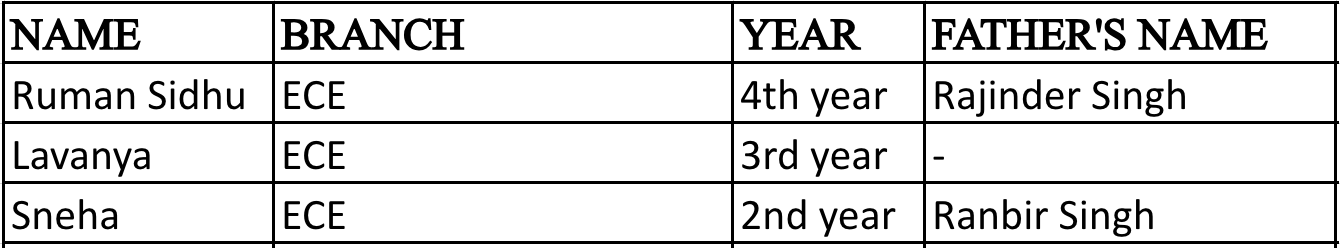 NAME BRANCH YEAR FATHER'S NAME
Ruman Sidhu ECE 4th year Rajinder Singh
Lavanya ECE 3rd year -
Sneha ECE 2nd year Ranbir Singh